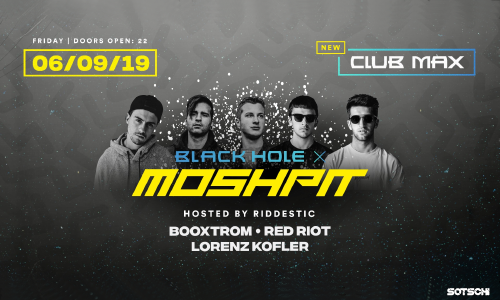 FRIDAY | DOORS OPEN: 22
06/09/19
NEW
CLUB MAX
BLACK HOLE X
MOSHPIT
HOSTED BY RIDDESTIC
BOOXTROM • RED RIOT
LORENZ KOFLER
SOTSCHI